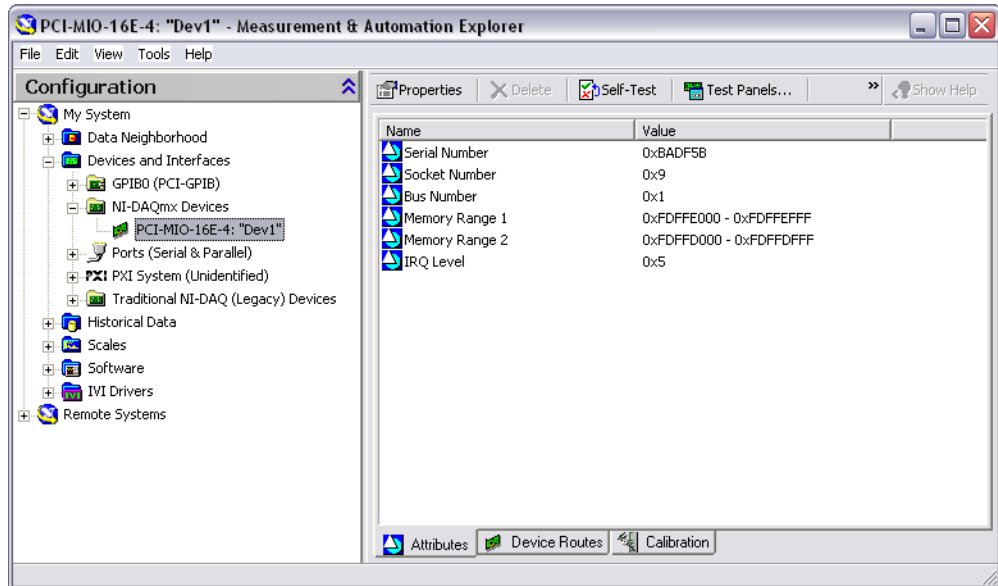 PCI-MIO-16E-4: "Dev1" - Measurement & Automation Explorer
File Edit View Tools Help
Configuration
My System
Data Neighborhood
Devices and Interfaces
GPIB0 (PCI-GPIB)
NI-DAQmx Devices
PCI-MIO-16E-4: "Dev1"
Ports (Serial & Parallel)
PXI PXI System (Unidentified)
Traditional NI-DAQ (Legacy) Devices
Historical Data
Scales
Software
IVI Drivers
Remote Systems
Properties Delete Self-Test Test Panels... » Show Help
Name Value
Serial Number 0xBADF5B
Socket Number 0x9
Bus Number 0x1
Memory Range 1 0xFDFFE000 - 0xFDFFEFFF
Memory Range 2 0xFDFFD000 - 0xFDFFDFFF
IRQ Level 0x5
Attributes Device Routes Calibration